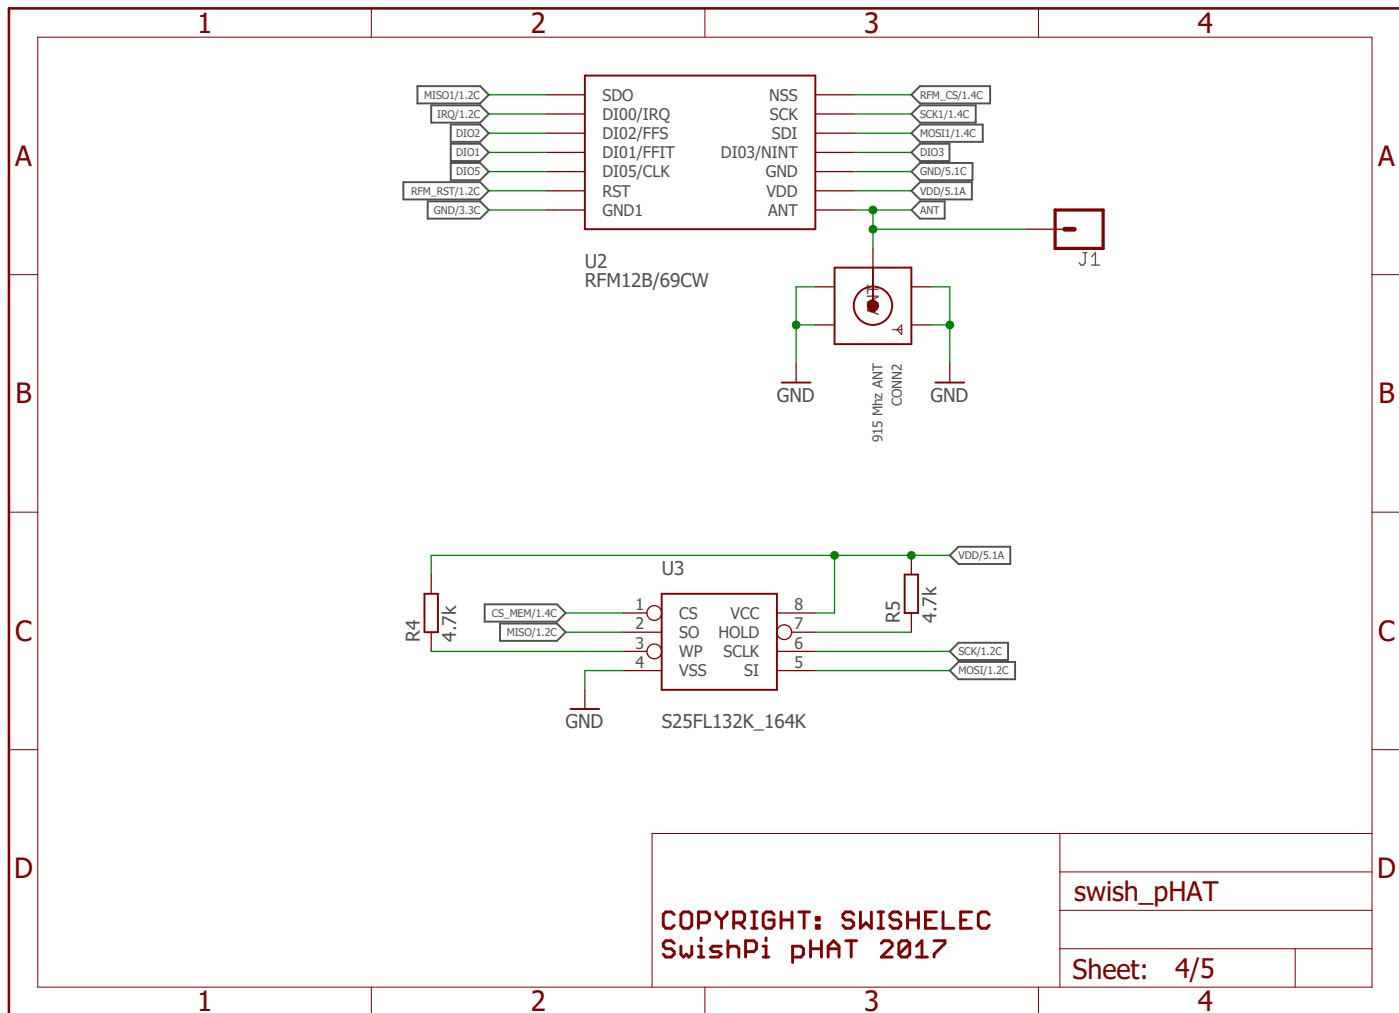 1 2 3 4
A A
MISO1/1.2C SDO NSS RFM_CS/1.4C
IRQ/1.2C DI00/IRQ SCK SCK1/1.4C
DIO2 DI02/FFS SDI MOSI1/1.4C
DIO1 DI01/FFIT DI03/NINT DIO3
DIO5 DI05/CLK GND GND/5.1C
RFM_RST/1.2C RST VDD VDD/5.1A
GND/3.3C GND1 ANT ANT
U2
RFM12B/69CW
J1
ANT
915 Mhz ANT
CONN2
GND GND
B B
VDD/5.1A
U3
R4
4.7k
R5
4.7k
CS_MEM/1.4C 1 CS VCC 8
MISO/1.2C 2 SO HOLD 7
3 WP SCLK 6 SCK/1.2C
4 VSS SI 5 MOSI/1.2C
GND
S25FL132K_164K
C C
D D
COPYRIGHT: SWISHELEC
SwishPi pHAT 2017
swish_pHAT
Sheet: 4/5
1 2 3 4